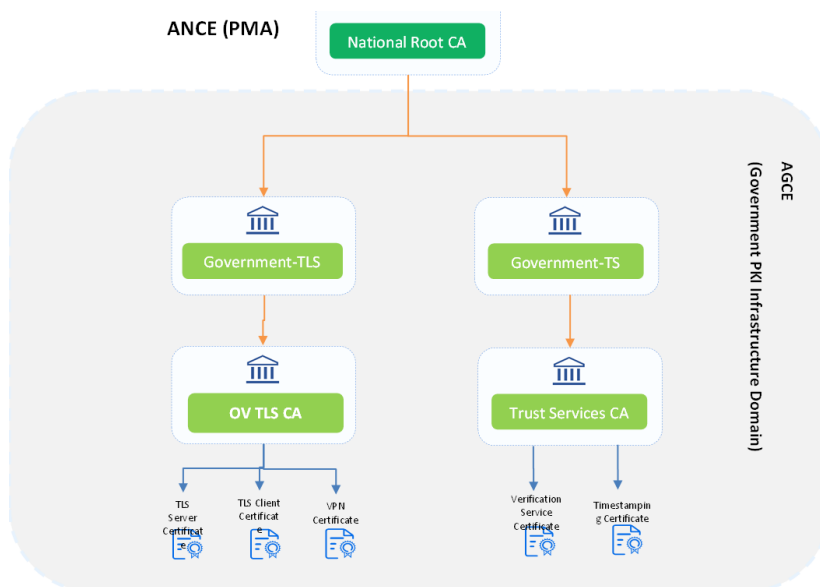 ANCE (PMA)
National Root CA
AGCE
(Government PKI Infrastructure Domain)
Government-TLS
Government-TS
OV TLS CA
Trust Services CA
TLS
Server
Certificat
e
TLS Client
Certificat
e
VPN
Certificate
Verification
Service
Certificate
Timestampin
g Certificate